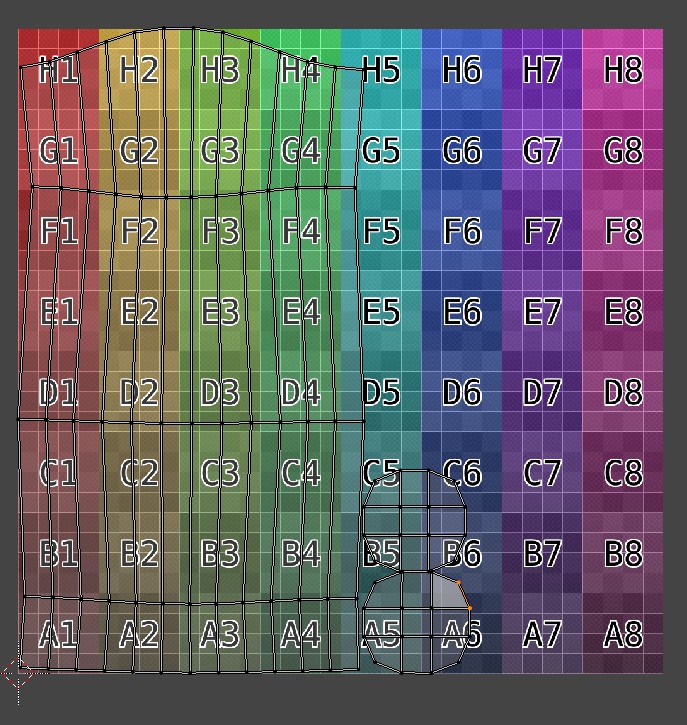 H1 H2 H3 H4 H5 H6 H7 H8
G1 G2 G3 G4 G5 G6 G7 G8
F1 F2 F3 F4 F5 F6 F7 F8
E1 E2 E3 E4 E5 E6 E7 E8
D1 D2 D3 D4 D5 D6 D7 D8
C1 C2 C3 C4 C5 C6 C7 C8
B1 B2 B3 B4 B5 B6 B7 B8
A1 A2 A3 A4 A5 A6 A7 A8